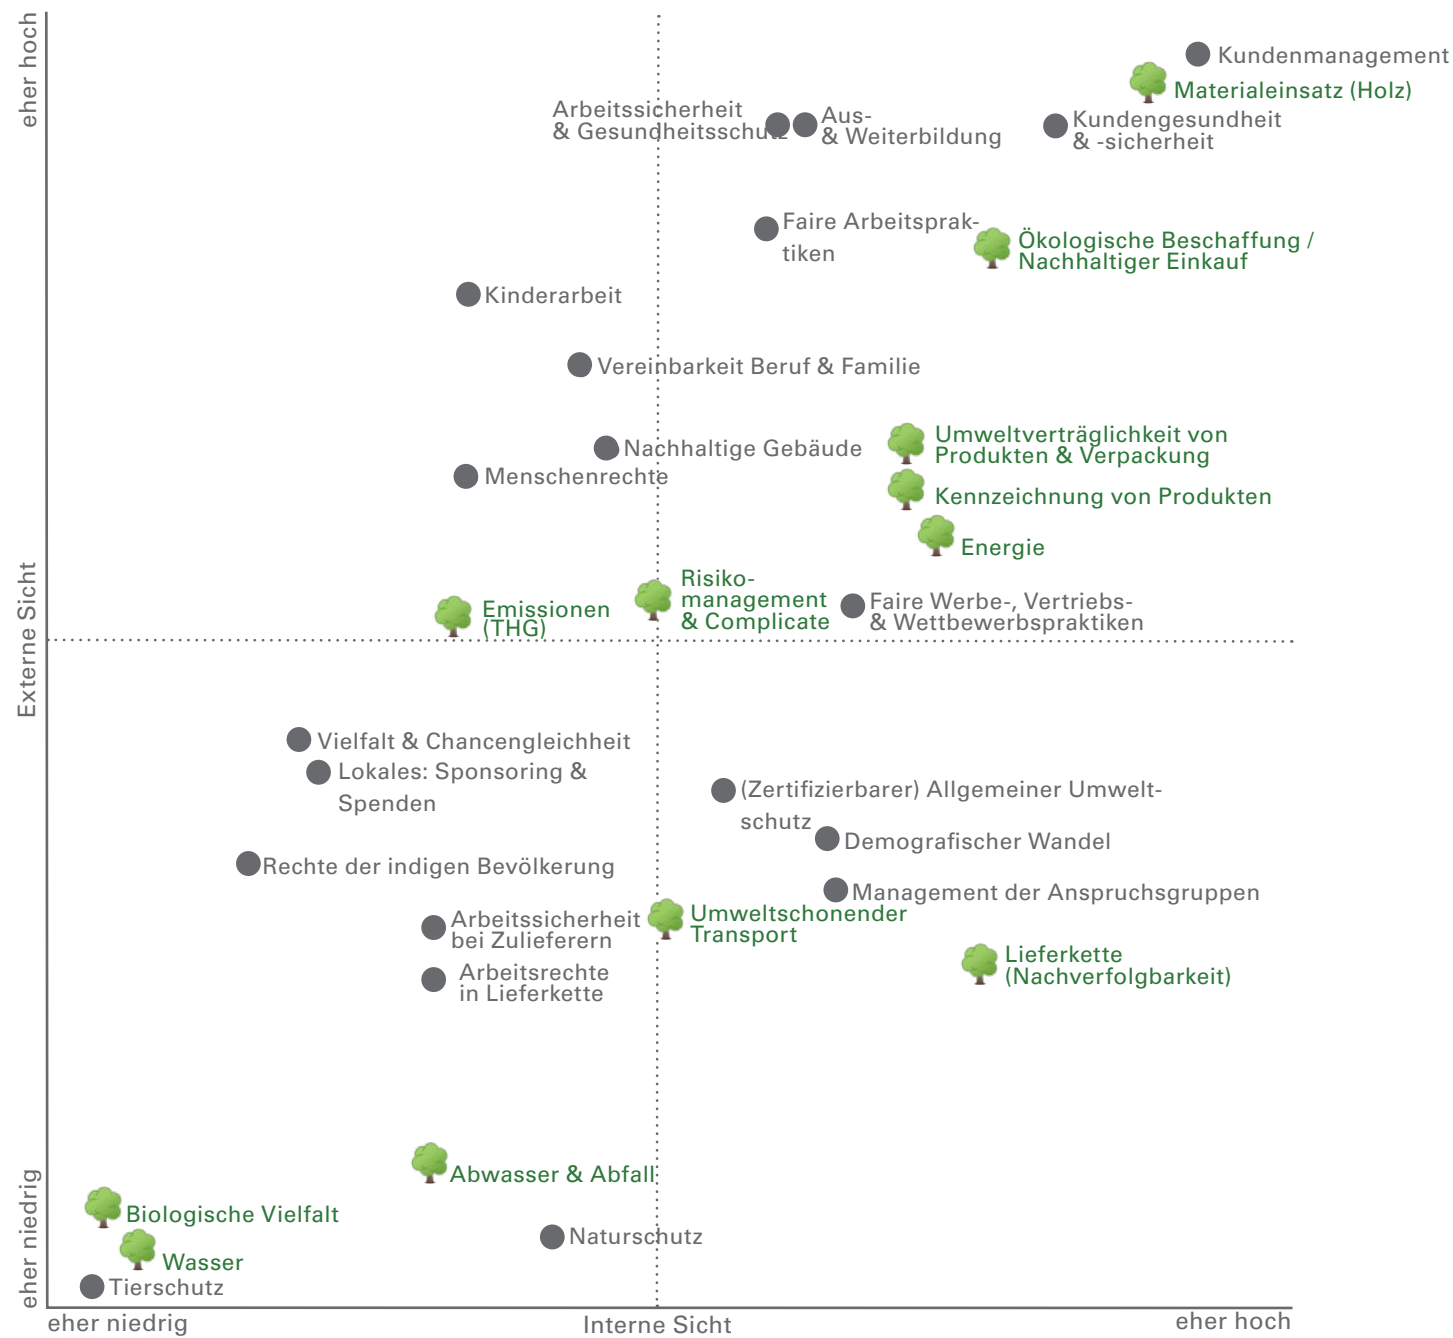 eher hoch
Kundenmanagement
Materialeinsatz (Holz)
Arbeitssicherheit
& Gesundheitsschutz
Aus-
& Weiterbildung
Kundengesundheit
& -sicherheit
Faire Arbeitsprak-
tiken
Ökologische Beschaffung /
Nachhaltiger Einkauf
Kinderarbeit
Vereinbarkeit Beruf & Familie
Umweltverträglichkeit von
Produkten & Verpackung
Nachhaltige Gebäude
Menschenrechte
Kennzeichnung von Produkten
Energie
Risiko-
management
& Complicate
Emissionen
(THG)
Faire Werbe-, Vertriebs-
& Wettbewerbspraktiken
Externe Sicht
Vielfalt & Chancengleichheit
Lokales: Sponsoring &
Spenden
(Zertifizierbarer) Allgemeiner Umwelt-
schutz
Demografischer Wandel
Rechte der indigen Bevölkerung
Management der Anspruchsgruppen
Arbeitssicherheit
bei Zulieferern
Umweltschonender
Transport
Lieferkette
(Nachverfolgbarkeit)
Arbeitsrechte
in Lieferkette
Abwasser & Abfall
Biologische Vielfalt
Naturschutz
Wasser
Tierschutz
eher niedrig
eher niedrig
Interne Sicht
eher hoch